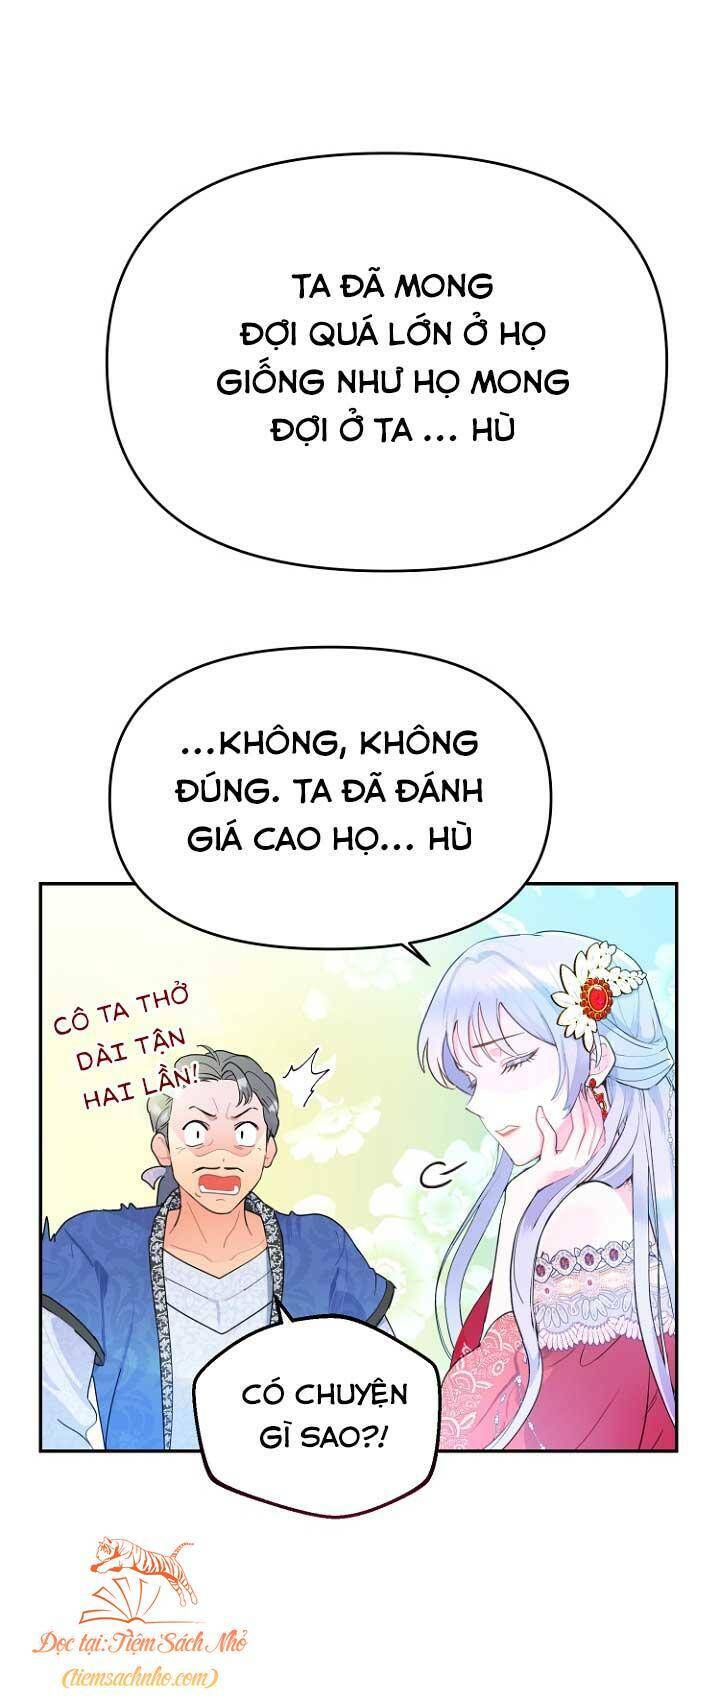 TA ĐÃ MONG
ĐỢI QUÁ LỚN Ở HỌ
GIỐNG NHƯ HỌ MONG
ĐỢI Ở TA ... HÙ
...KHÔNG, KHÔNG
ĐÚNG. TA ĐÃ ĐÁNH
GIÁ CAO HỌ... HÙ
CÔ TA THỞ
DÀI TẬN
HAI LẦN!
CÓ CHUYỆN
GÌ SAO?!
Đọc tại: Tiệm Sách Nhỏ
(tiemsachnho.com)